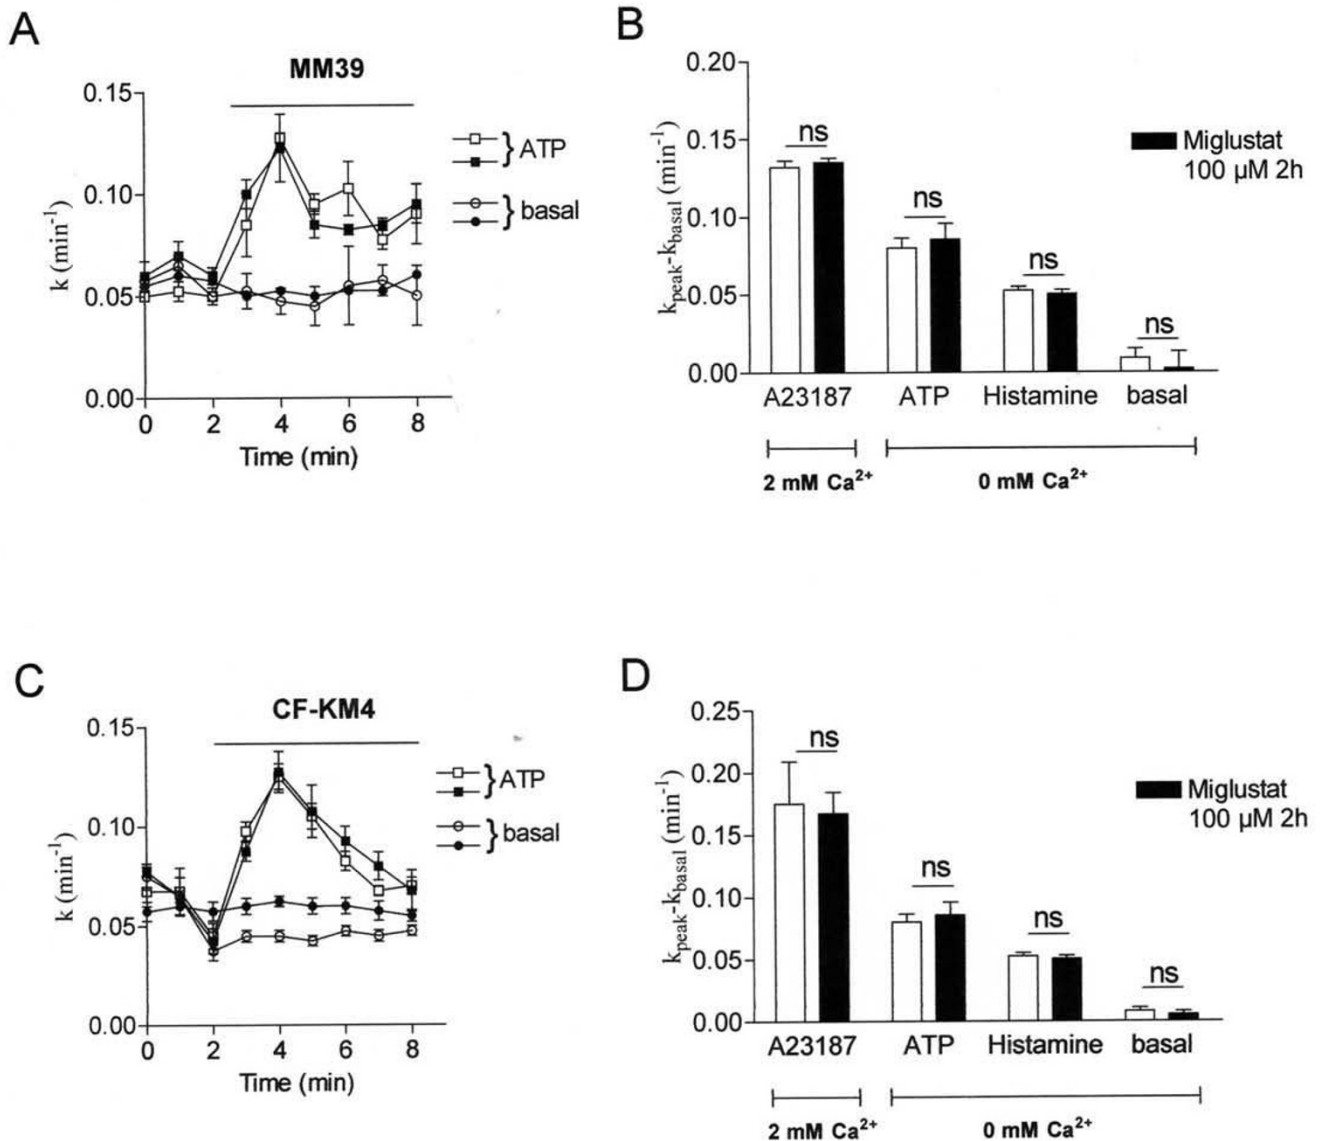 A
MM39
0.15
0.10
0.05
0.00
k (min⁻¹)
0 2 4 6 8
Time (min)
} ATP
} basal
B
0.20
0.15
0.10
0.05
0.00
k_peak-k_basal (min⁻¹)
ns
ns
ns
ns
Miglustat
100 µM 2h
A23187 ATP Histamine basal
2 mM Ca²⁺ 0 mM Ca²⁺
C
CF-KM4
0.15
0.10
0.05
0.00
k (min⁻¹)
0 2 4 6 8
Time (min)
} ATP
} basal
D
0.25
0.20
0.15
0.10
0.05
0.00
k_peak-k_basal (min⁻¹)
ns
ns
ns
ns
Miglustat
100 µM 2h
A23187 ATP Histamine basal
2 mM Ca²⁺ 0 mM Ca²⁺